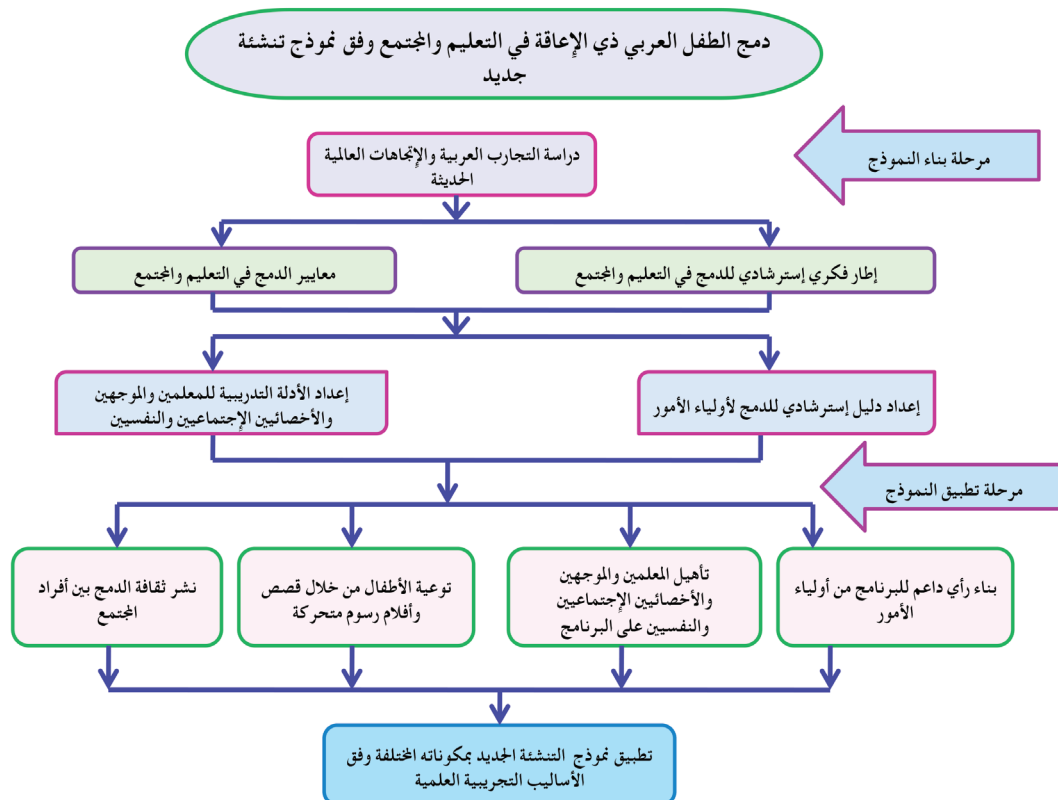 دمج الطفل العربي ذي الإعاقة في التعليم والمجتمع وفق نموذج تنشئة
جديد
مرحلة بناء النموذج
دراسة التجارب العربية والإتجاهات العالمية
الحديثة
إطار فكري إسترشادي للدمج في التعليم والمجتمع
معايير الدمج في التعليم والمجتمع
إعداد دليل إسترشادي للدمج لأولياء الأمور
إعداد الأدلة التدريبية للمعلمين والموجهين
والأخصائيين الإجتماعيين والنفسيين
مرحلة تطبيق النموذج
بناء رأي داعم للبرنامج من أولياء
الأمور
تأهيل المعلمين والموجهين
والأخصائيين الإجتماعيين
والنفسيين على البرنامج
توعية الأطفال من خلال قصص
وأفلام رسوم متحركة
نشر ثقافة الدمج بين أفراد
المجتمع
تطبيق نموذج التنشئة الجديد بمكوناته المختلفة وفق
الأساليب التجريبية العلمية